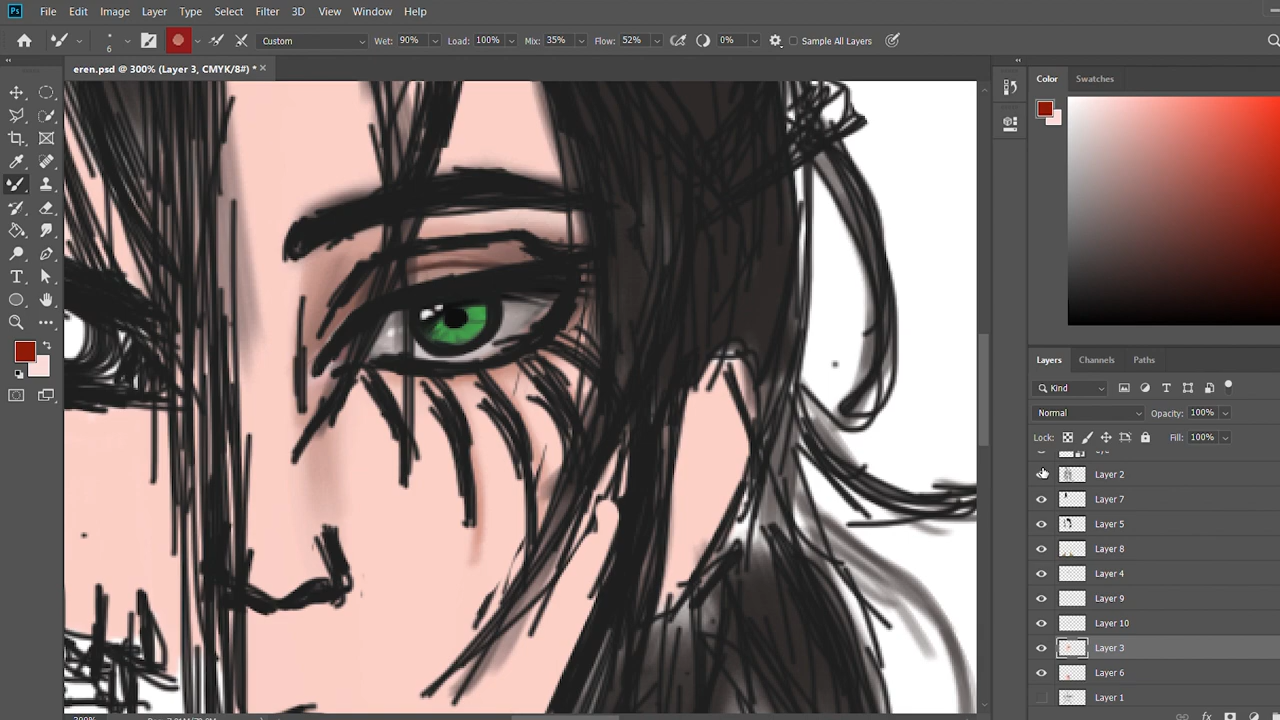 Ps File Edit Image Layer Type Select Filter 3D View Window Help
6 Custom Wet: 90% Load: 100% Mix: 35% Flow: 52% 0% Sample All Layers
eren.psd @ 300% (Layer 3, CMYK/8#) *
Color Swatches
Layers Channels Paths
Kind
Normal Opacity: 100%
Lock: Fill: 100%
Layer 2
Layer 7
Layer 5
Layer 8
Layer 4
Layer 9
Layer 10
Layer 3
Layer 6
Layer 1
fx